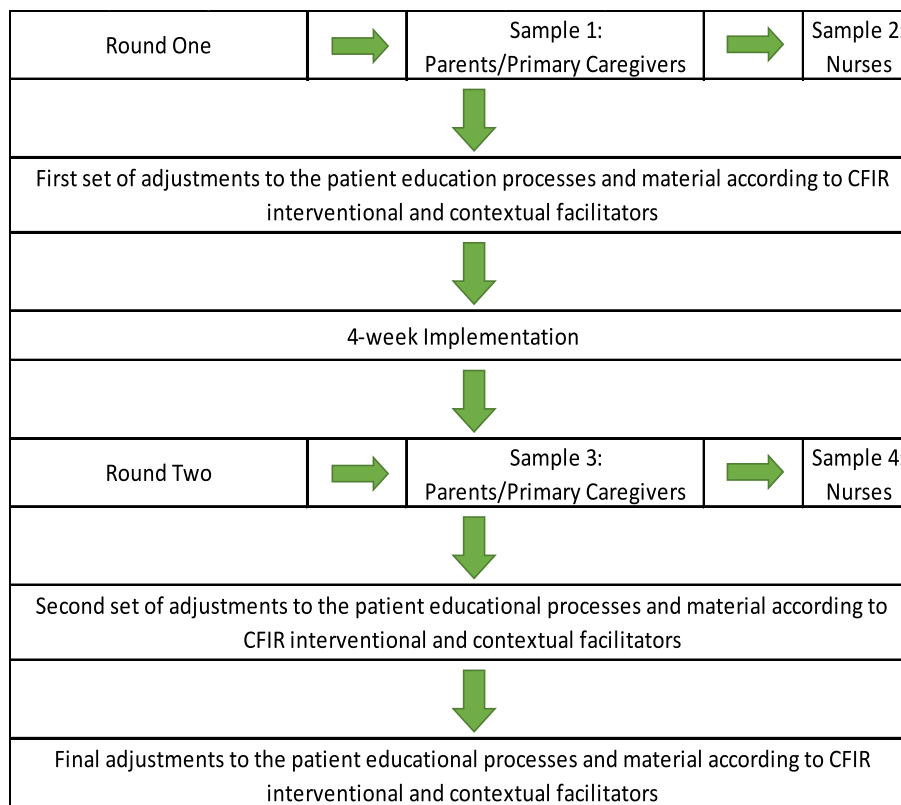 Round One
Sample 1:
Parents/Primary Caregivers
Sample 2:
Nurses
First set of adjustments to the patient education processes and material according to CFIR
interventional and contextual facilitators
4-week Implementation
Round Two
Sample 3:
Parents/Primary Caregivers
Sample 4:
Nurses
Second set of adjustments to the patient educational processes and material according to
CFIR interventional and contextual facilitators
Final adjustments to the patient educational processes and material according to CFIR
interventional and contextual facilitators